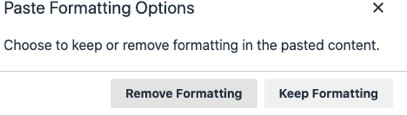 Paste Formatting Options
Choose to keep or remove formatting in the pasted content.
Remove Formatting Keep Formatting